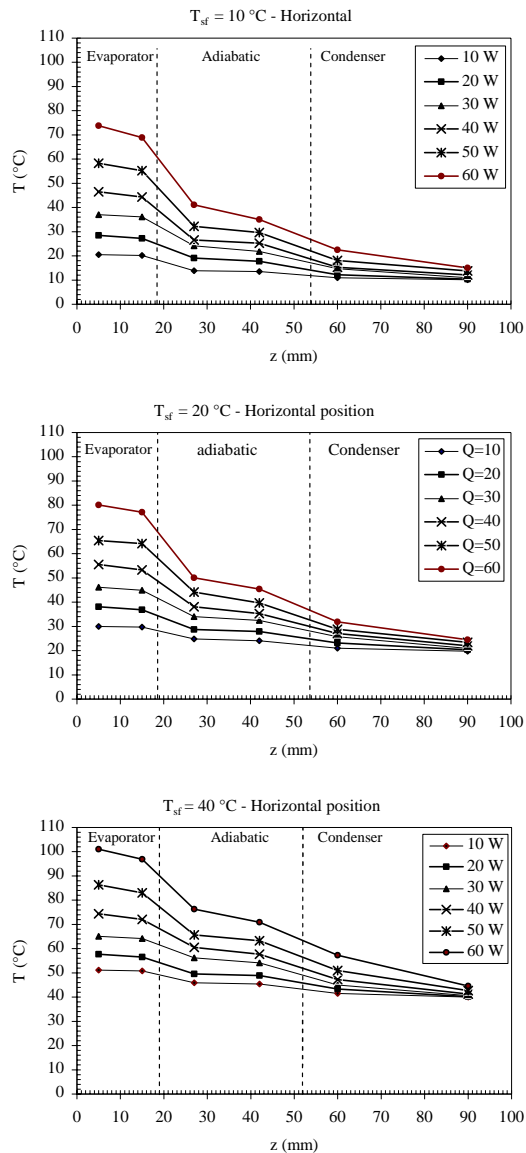 T_sf = 10 °C - Horizontal
Evaporator Adiabatic Condenser
110
100
90
80
70
60
50
40
30
20
10
0
T (°C)
10 W
20 W
30 W
40 W
50 W
60 W
0 10 20 30 40 50 60 70 80 90 100
z (mm)
T_sf = 20 °C - Horizontal position
Evaporator adiabatic Condenser
110
100
90
80
70
60
50
40
30
20
10
0
T (°C)
Q=10
Q=20
Q=30
Q=40
Q=50
Q=60
0 10 20 30 40 50 60 70 80 90 100
z (mm)
T_sf = 40 °C - Horizontal position
Evaporator Adiabatic Condenser
110
100
90
80
70
60
50
40
30
20
10
0
T (°C)
10 W
20 W
30 W
40 W
50 W
60 W
0 10 20 30 40 50 60 70 80 90 100
z (mm)